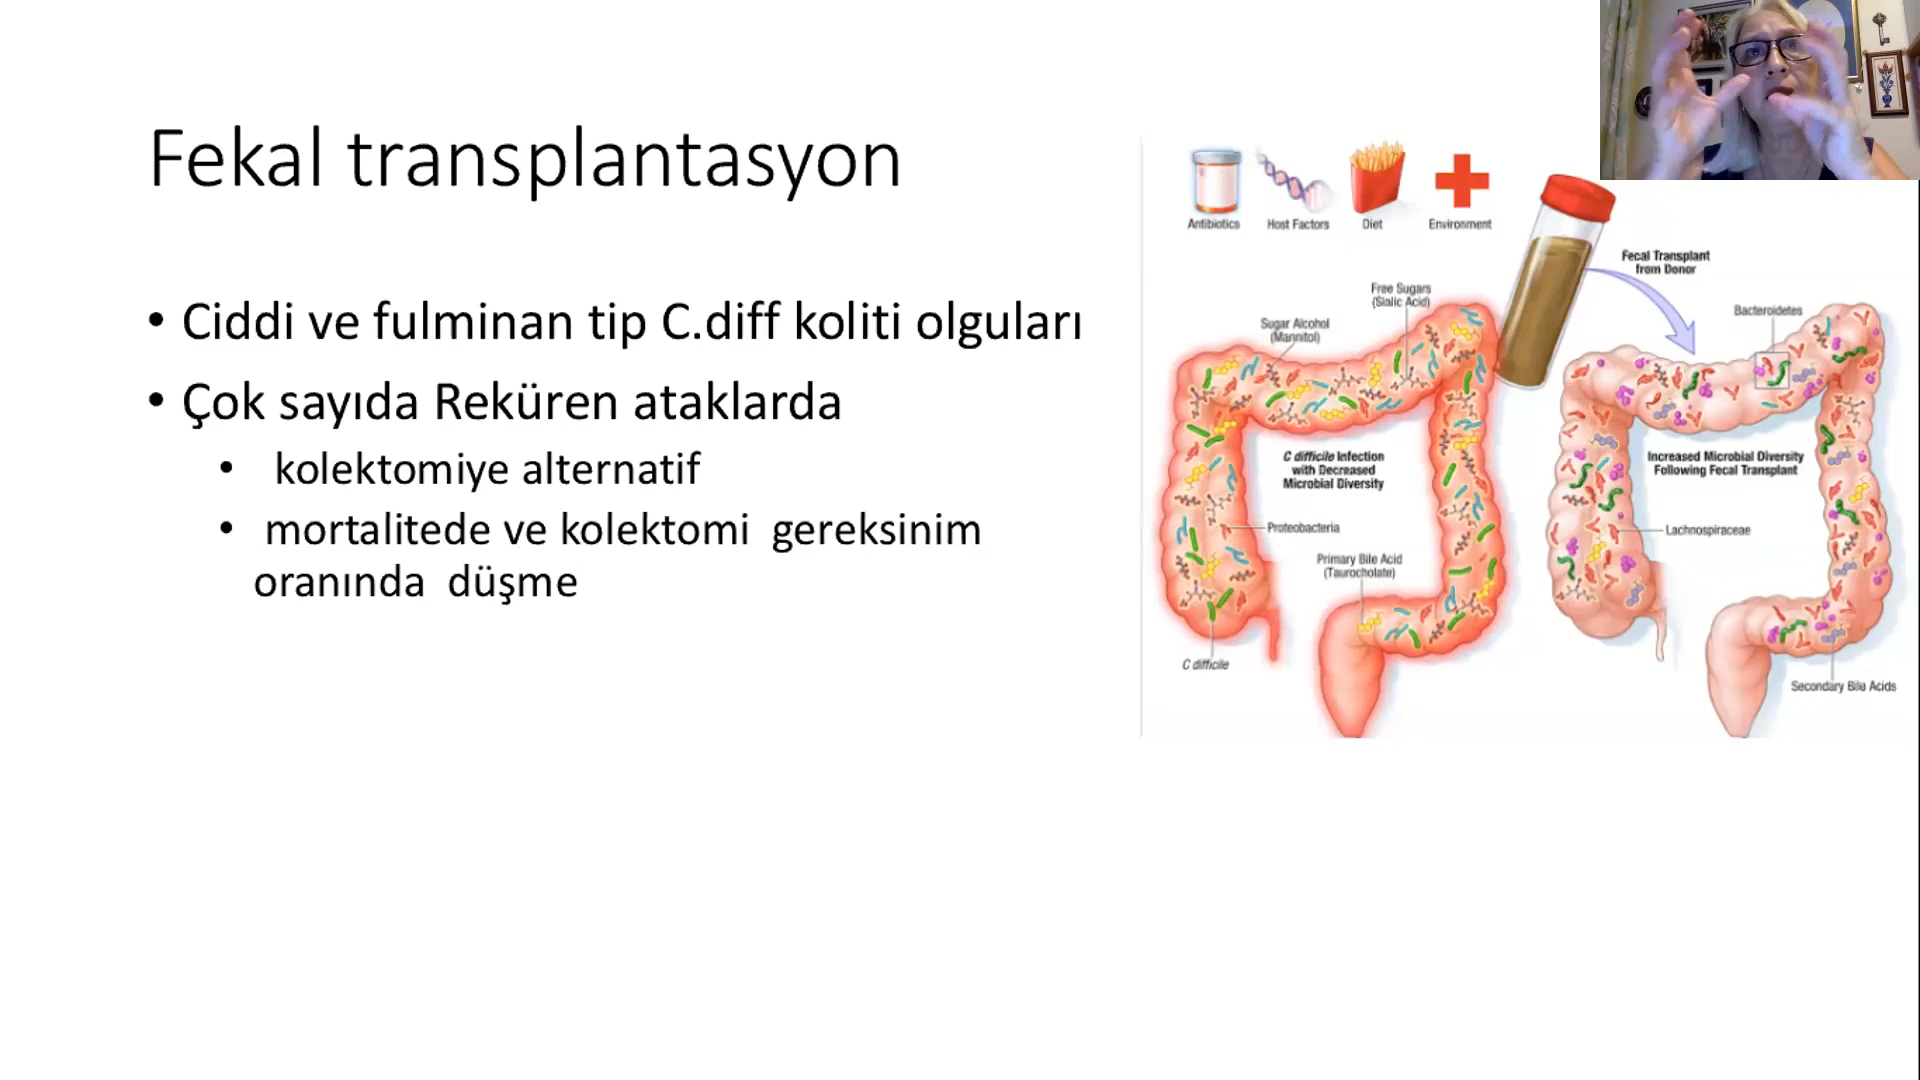 Fekal transplantasyon
• Ciddi ve fulminan tip C.diff koliti olguları
• Çok sayıda Reküren ataklarda
• kolektomiye alternatif
• mortalitede ve kolektomi gereksinim
oranında düşme
Antibiotics
Host Factors
Diet
Environment
Fecal Transplant
from Donor
Free Sugars
(Sialic Acid)
Sugar Alcohol
(Mannitol)
Bacteroidetes
C difficile Infection
with Decreased
Microbial Diversity
Increased Microbial Diversity
Following Fecal Transplant
Proteobacteria
Lachnospiraceae
Primary Bile Acid
(Taurocholate)
C difficile
Secondary Bile Acids